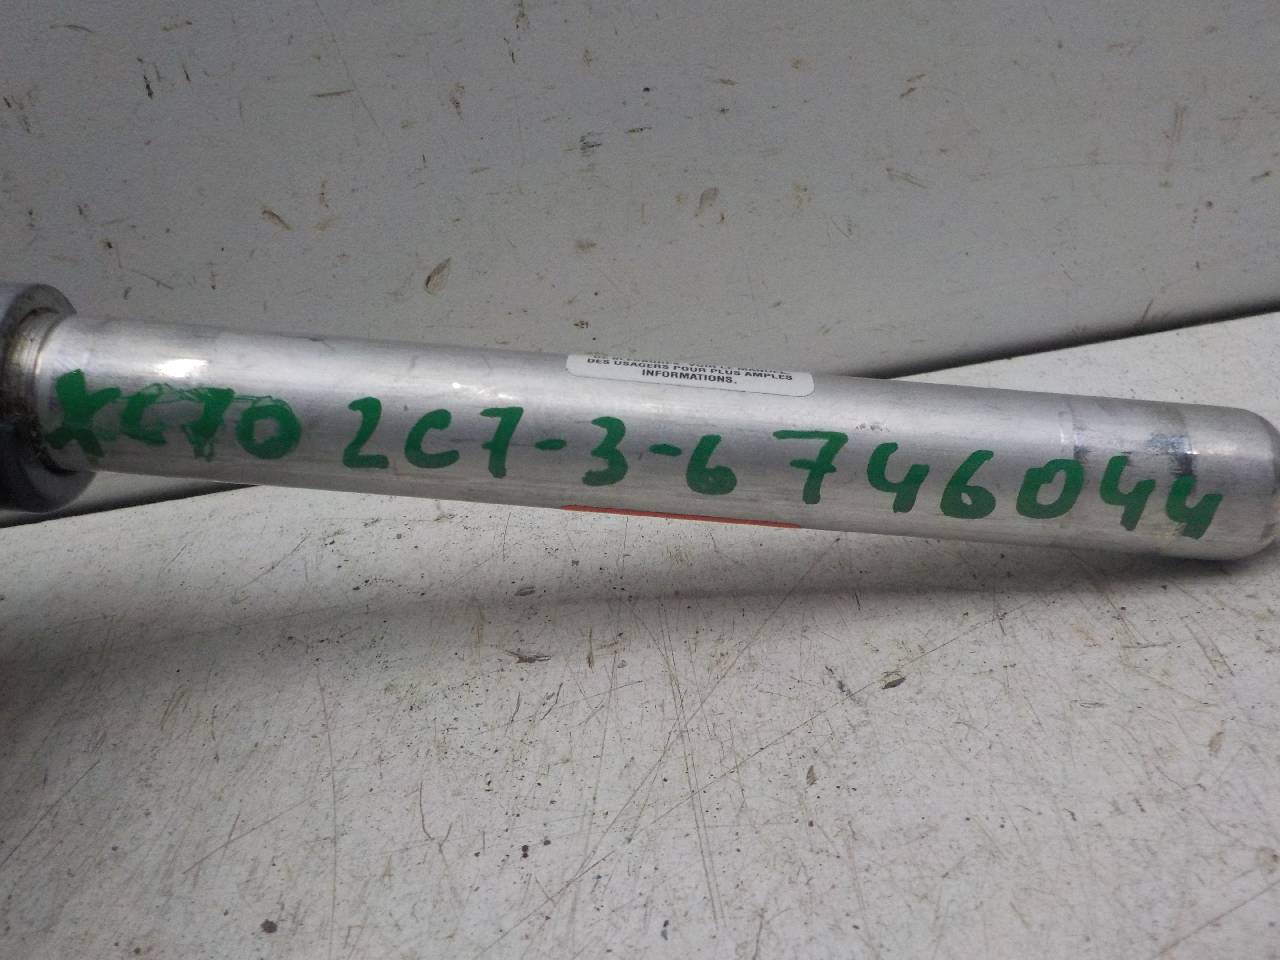 DES USAGERS POUR PLUS AMPLES
INFORMATIONS.
XC70 2C7-3-6 746044